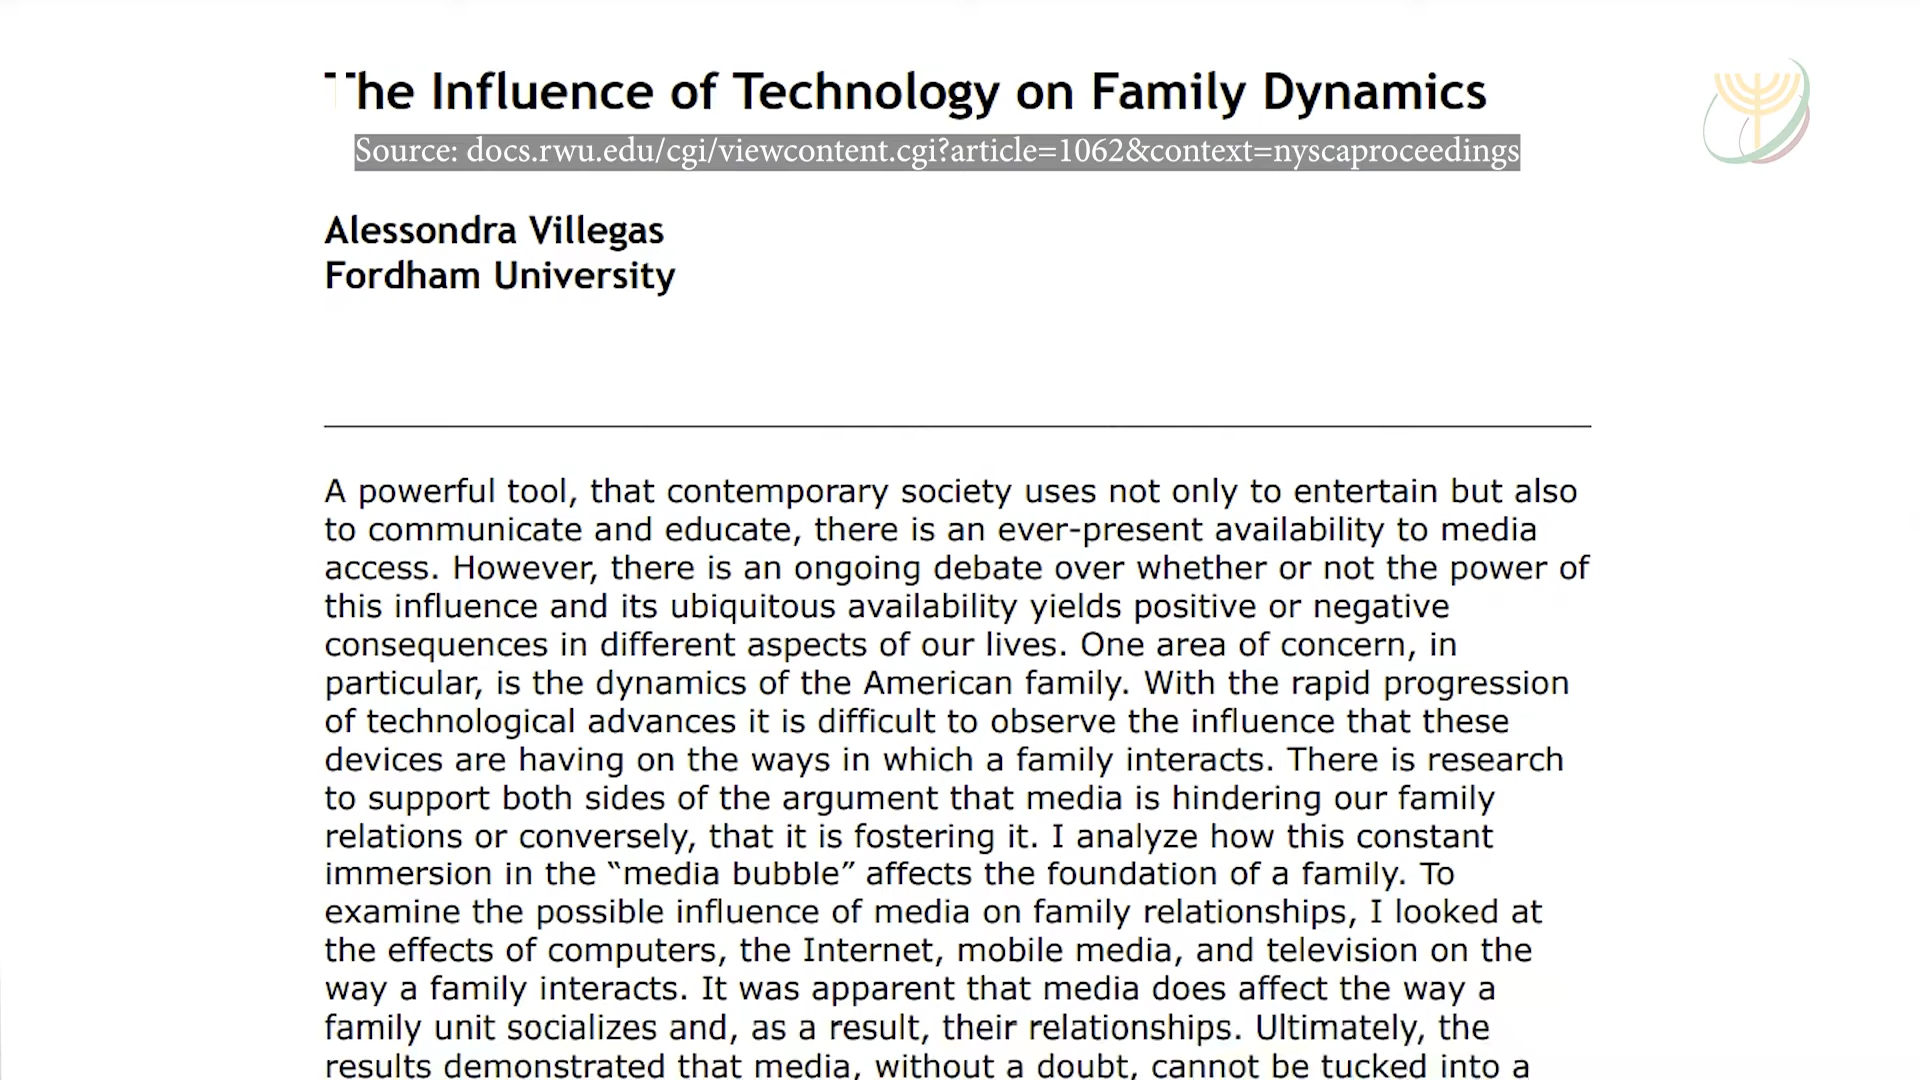 The Influence of Technology on Family Dynamics
Source: docs.rwu.edu/cgi/viewcontent.cgi?article=1062&context=nyscaproceedings
Alessondra Villegas
Fordham University
A powerful tool, that contemporary society uses not only to entertain but also
to communicate and educate, there is an ever-present availability to media
access. However, there is an ongoing debate over whether or not the power of
this influence and its ubiquitous availability yields positive or negative
consequences in different aspects of our lives. One area of concern, in
particular, is the dynamics of the American family. With the rapid progression
of technological advances it is difficult to observe the influence that these
devices are having on the ways in which a family interacts. There is research
to support both sides of the argument that media is hindering our family
relations or conversely, that it is fostering it. I analyze how this constant
immersion in the “media bubble” affects the foundation of a family. To
examine the possible influence of media on family relationships, I looked at
the effects of computers, the Internet, mobile media, and television on the
way a family interacts. It was apparent that media does affect the way a
family unit socializes and, as a result, their relationships. Ultimately, the
results demonstrated that media, without a doubt, cannot be tucked into a